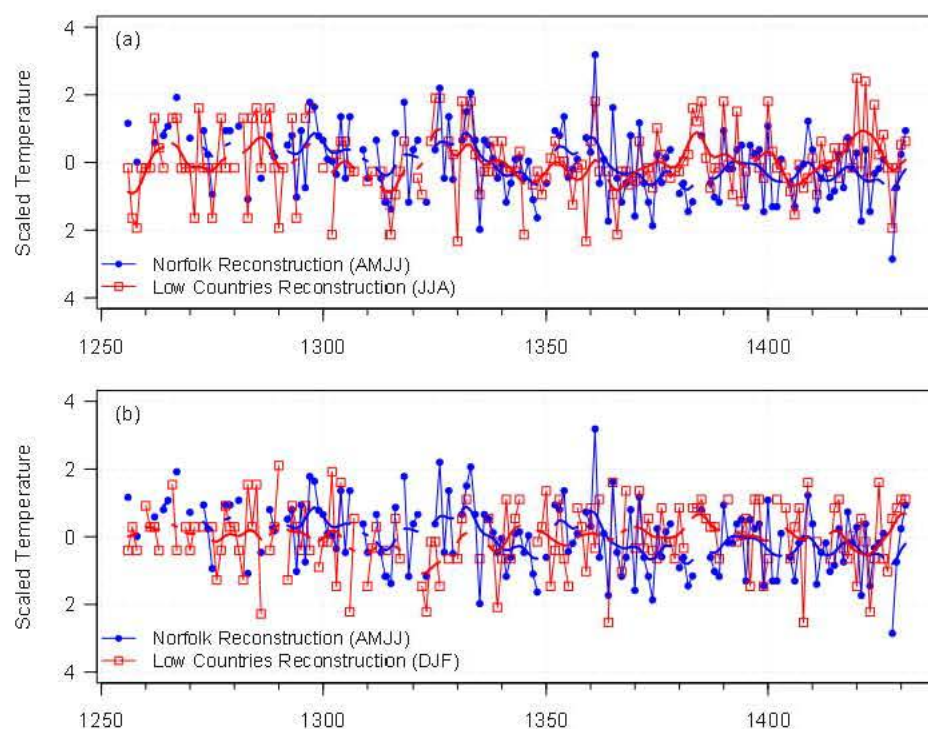 4
(a)
2
0
2
4
Scaled Temperature
Norfolk Reconstruction (AMJJ)
Low Countries Reconstruction (JJA)
1250 1300 1350 1400
4
(b)
2
0
2
4
Scaled Temperature
Norfolk Reconstruction (AMJJ)
Low Countries Reconstruction (DJF)
1250 1300 1350 1400